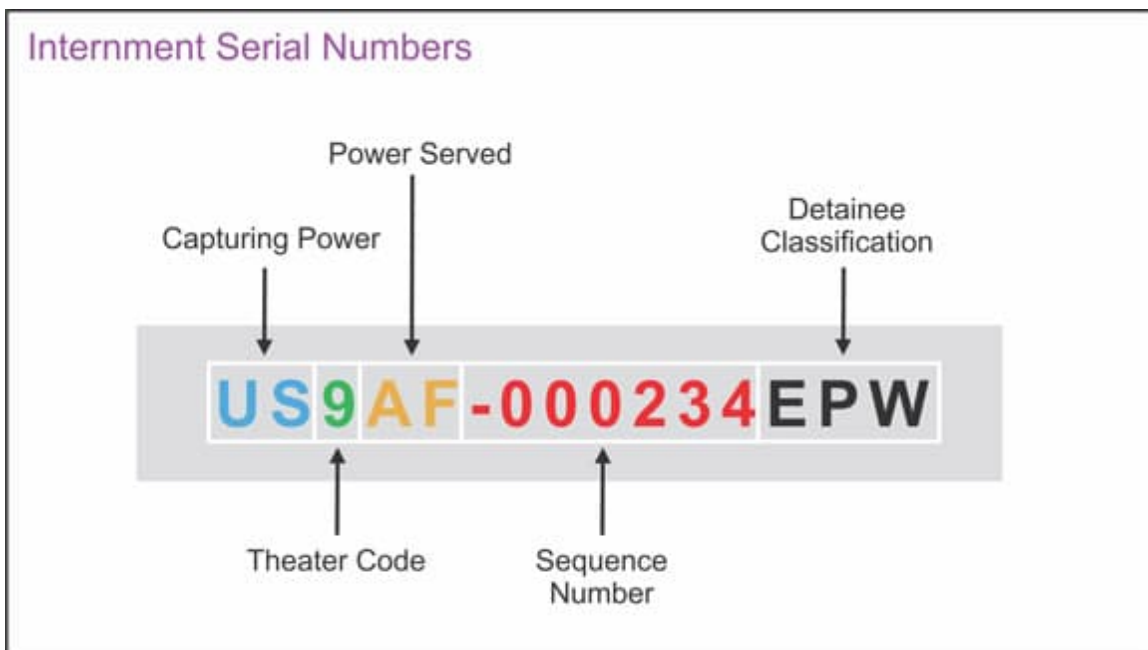 Internment Serial Numbers
Power Served
Capturing Power
Detainee
Classification
US9AF-000234EPW
Theater Code
Sequence
Number